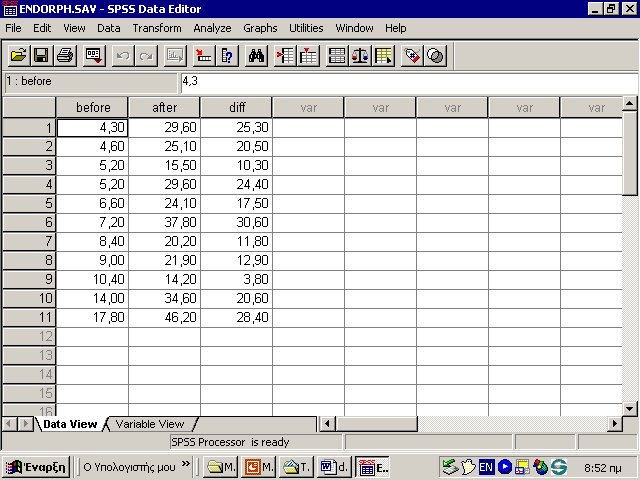 ENDORPH.SAV - SPSS Data Editor
File Edit View Data Transform Analyze Graphs Utilities Window Help
1 : before 4,3
before after diff var var var var var
1 4,30 29,60 25,30
2 4,60 25,10 20,50
3 5,20 15,50 10,30
4 5,20 29,60 24,40
5 6,60 24,10 17,50
6 7,20 37,80 30,60
7 8,40 20,20 11,80
8 9,00 21,90 12,90
9 10,40 14,20 3,80
10 14,00 34,60 20,60
11 17,80 46,20 28,40
12
13
14
15
16
Data View Variable View
SPSS Processor is ready
Έναρξη Ο Υπολογιστής μου » M. M. T. d. E.. EN 8:52 πμ